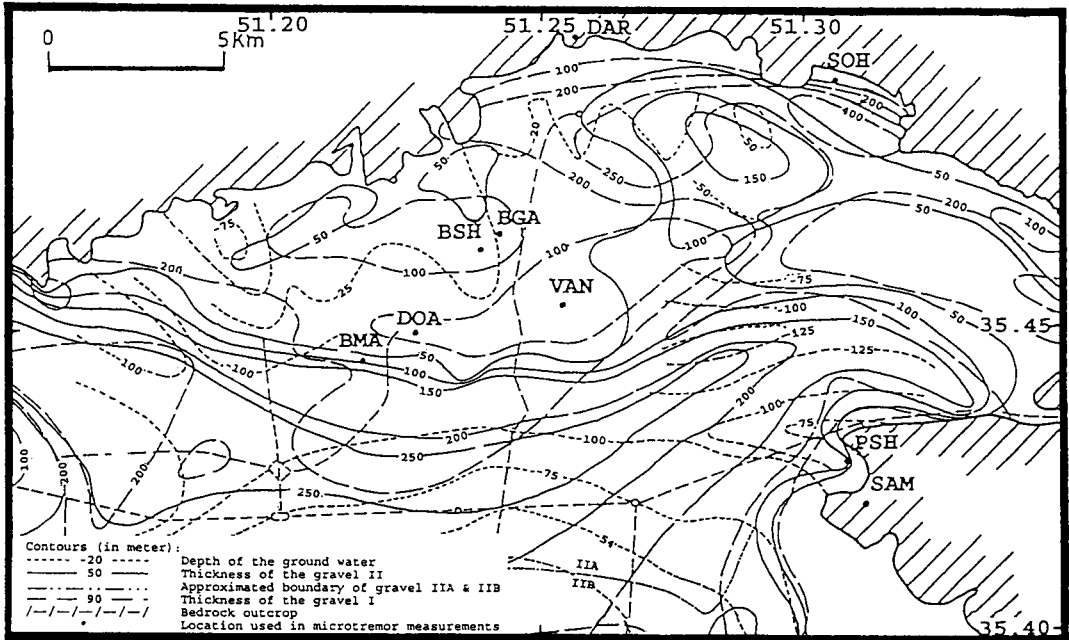 51.20 51.25 DAR 51.30
0 5Km
SOH
100
200
200
400
-20
50
250
50
150
50
200
-50
75
50
BGA
BSH
100
200
50
100
100
200
100
-25
-75
VAN
100
DOA
50
100
150
50
35.45
BMA
125
125
100
100
150
200
100
200
250
100
75
PSH
100
200
200
75
SAM
250
54
IIA
IIB
Contours (in meter):
-20 Depth of the ground water
50 Thickness of the gravel II
Approximated boundary of gravel IIA & IIB
90 Thickness of the gravel I
Bedrock outcrop
Location used in microtremor measurements
35.40